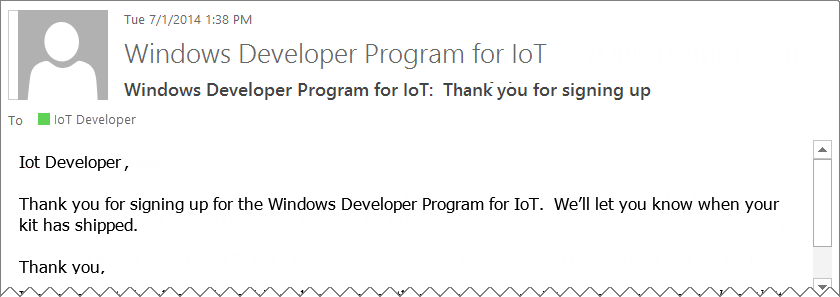 Tue 7/1/2014 1:38 PM
Windows Developer Program for IoT
Windows Developer Program for IoT:  Thank you for signing up
To IoT Developer
Iot Developer,
Thank you for signing up for the Windows Developer Program for IoT.  We'll let you know when your
kit has shipped.
Thank you,